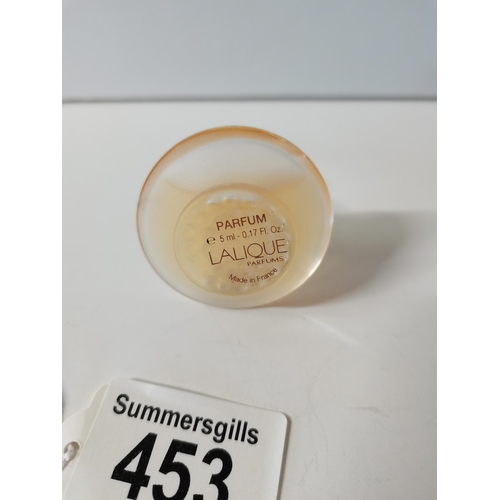 PARFUM
℮ 5 ml - 0.17 Fl. Oz.
LALIQUE
PARFUMS
Made in France
Summersgills
453